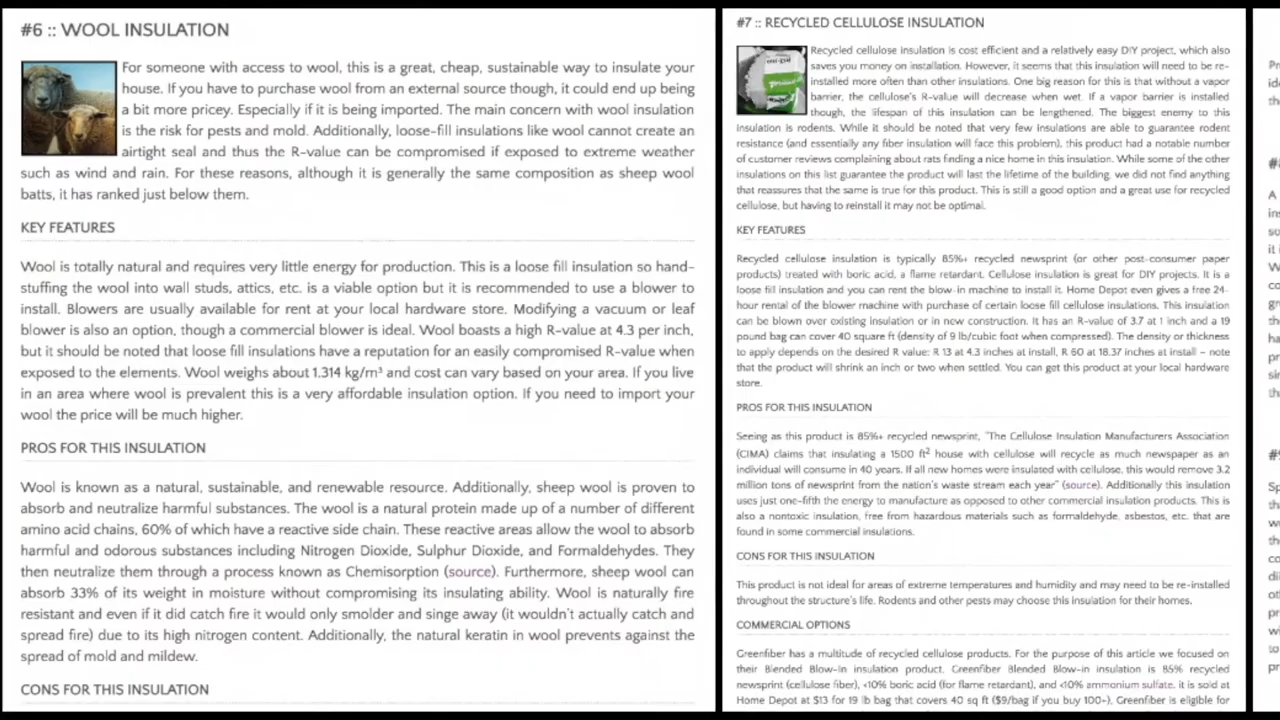 #6 :: WOOL INSULATION
For someone with access to wool, this is a great, cheap, sustainable way to insulate your
house. If you have to purchase wool from an external source though, it could end up being
a bit more pricey. Especially if it is being imported. The main concern with wool insulation
is the risk for pests and mold. Additionally, loose-fill insulations like wool cannot create an
airtight seal and thus the R-value can be compromised if exposed to extreme weather
such as wind and rain. For these reasons, although it is generally the same composition as sheep wool
batts, it has ranked just below them.
KEY FEATURES
Wool is totally natural and requires very little energy for production. This is a loose fill insulation so hand-
stuffing the wool into wall studs, attics, etc. is a viable option but it is recommended to use a blower to
install. Blowers are usually available for rent at your local hardware store. Modifying a vacuum or leaf
blower is also an option, though a commercial blower is ideal. Wool boasts a high R-value at 4.3 per inch,
but it should be noted that loose fill insulations have a reputation for an easily compromised R-value when
exposed to the elements. Wool weighs about 1.314 kg/m³ and cost can vary based on your area. If you live
in an area where wool is prevalent this is a very affordable insulation option. If you need to import your
wool the price will be much higher.
PROS FOR THIS INSULATION
Wool is known as a natural, sustainable, and renewable resource. Additionally, sheep wool is proven to
absorb and neutralize harmful substances. The wool is a natural protein made up of a number of different
amino acid chains, 60% of which have a reactive side chain. These reactive areas allow the wool to absorb
harmful and odorous substances including Nitrogen Dioxide, Sulphur Dioxide, and Formaldehydes. They
then neutralize them through a process known as Chemisorption (source). Furthermore, sheep wool can
absorb 33% of its weight in moisture without compromising its insulating ability. Wool is naturally fire
resistant and even if it did catch fire it would only smolder and singe away (it wouldn't actually catch and
spread fire) due to its high nitrogen content. Additionally, the natural keratin in wool prevents against the
spread of mold and mildew.
CONS FOR THIS INSULATION
#7 :: RECYCLED CELLULOSE INSULATION
Recycled cellulose insulation is cost efficient and a relatively easy DIY project, which also
saves you money on installation. However, it seems that this insulation will need to be re-
installed more often than other insulations. One big reason for this is that without a vapor
barrier, the cellulose's R-value will decrease when wet. If a vapor barrier is installed
though, the lifespan of this insulation can be lengthened. The biggest enemy to this
insulation is rodents. While it should be noted that very few insulations are able to guarantee rodent
resistance (and essentially any fiber insulation will face this problem), this product had a notable number
of customer reviews complaining about rats finding a nice home in this insulation. While some of the other
insulations on this list guarantee the product will last the lifetime of the building, we did not find anything
that reassures that the same is true for this product. This is still a good option and a great use for recycled
cellulose, but having to reinstall it may not be optimal.
KEY FEATURES
Recycled cellulose insulation is typically 85%+ recycled newsprint (or other post-consumer paper
products) treated with boric acid, a flame retardant. Cellulose insulation is great for DIY projects. It is a
loose fill insulation and you can rent the blow-in machine to install it. Home Depot even gives a free 24-
hour rental of the blower machine with purchase of certain loose fill cellulose insulations. This insulation
can be blown over existing insulation or in new construction. It has an R-value of 3.7 at 1 inch and a 19
pound bag can cover 40 square ft (density of 9 lb/cubic foot when compressed). The density or thickness
to apply depends on the desired R value: R 13 at 4.3 inches at install, R 60 at 18.37 inches at install – note
that the product will shrink an inch or two when settled. You can get this product at your local hardware
store.
PROS FOR THIS INSULATION
Seeing as this product is 85%+ recycled newsprint, "The Cellulose Insulation Manufacturers Association
(CIMA) claims that insulating a 1500 ft² house with cellulose will recycle as much newspaper as an
individual will consume in 40 years. If all new homes were insulated with cellulose, this would remove 3.2
million tons of newsprint from the nation's waste stream each year" (source). Additionally this insulation
uses just one-fifth the energy to manufacture as opposed to other commercial insulation products. This is
also a nontoxic insulation, free from hazardous materials such as formaldehyde, asbestos, etc. that are
found in some commercial insulations.
CONS FOR THIS INSULATION
This product is not ideal for areas of extreme temperatures and humidity and may need to be re-installed
throughout the structure's life. Rodents and other pests may choose this insulation for their homes.
COMMERCIAL OPTIONS
Greenfiber has a multitude of recycled cellulose products. For the purpose of this article we focused on
their Blended Blow-In insulation product. Greenfiber Blended Blow-in insulation is 85% recycled
newsprint (cellulose fiber), <10% boric acid (for flame retardant), and <10% ammonium sulfate. it is sold at
Home Depot at $13 for 19 lb bag that covers 40 sq ft ($9/bag if you buy 100+). Greenfiber is eligible for